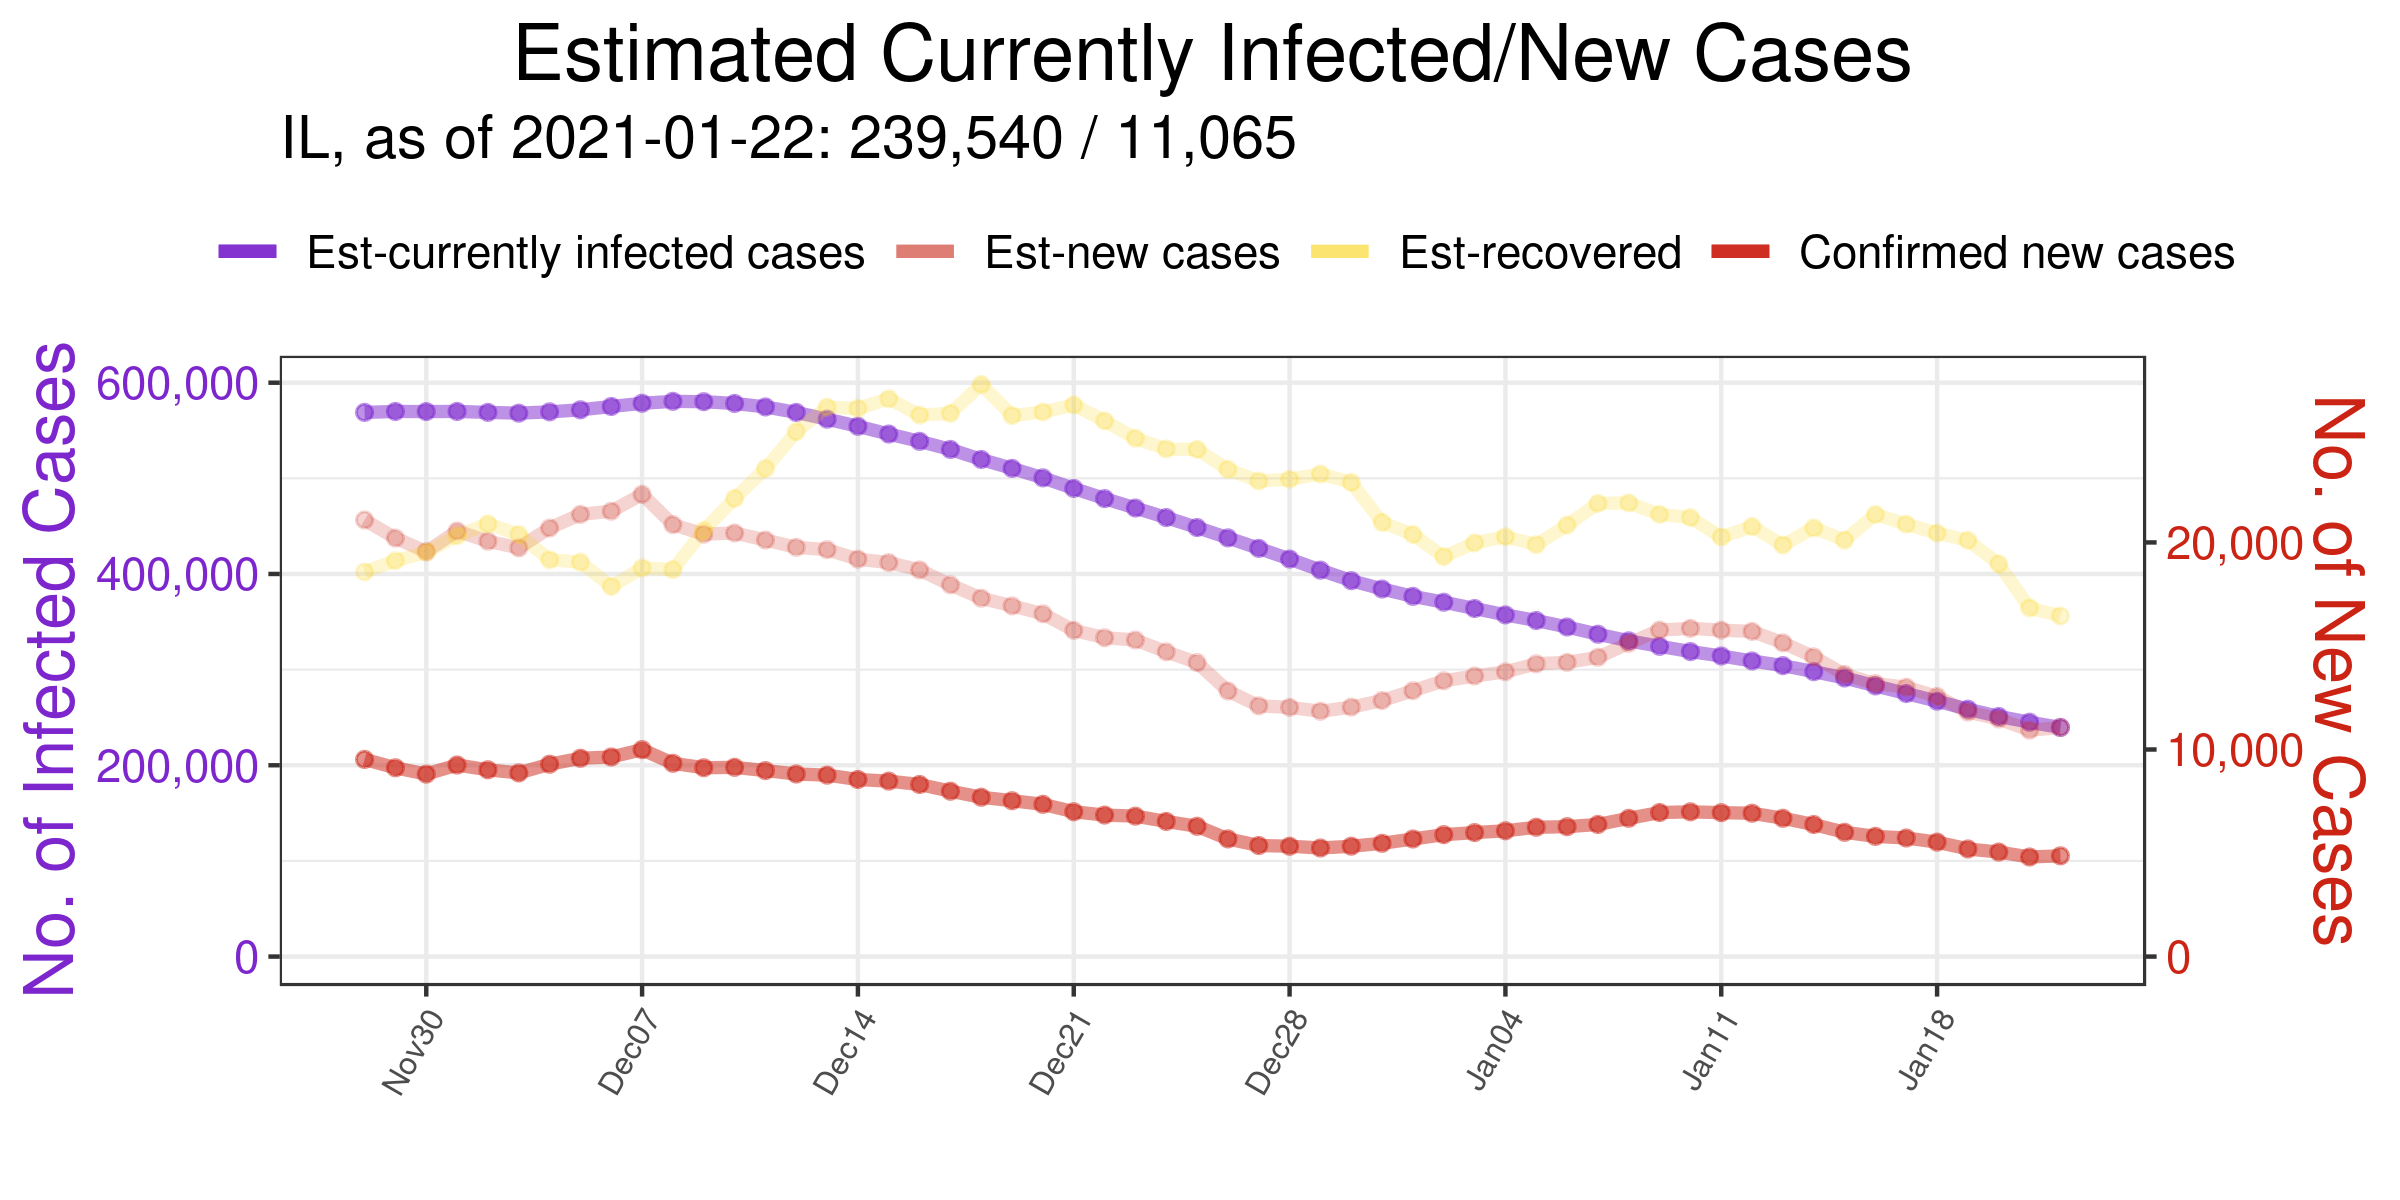 Estimated Currently Infected/New Cases
IL, as of 2021-01-22: 239,540 / 11,065
Est-currently infected cases Est-new cases Est-recovered Confirmed new cases
No. of Infected Cases
600,000
400,000
200,000
0
No. of New Cases
20,000
10,000
0
Nov30 Dec07 Dec14 Dec21 Dec28 Jan04 Jan11 Jan18